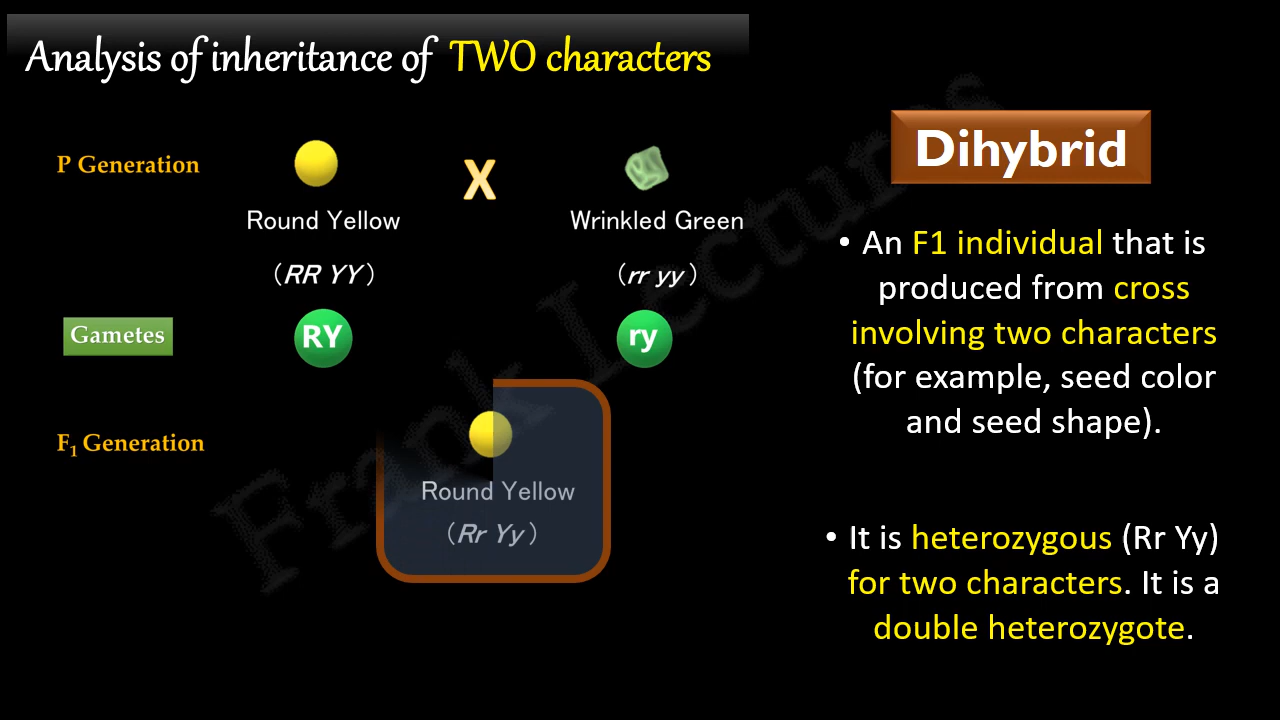 Analysis of inheritance of TWO characters
P Generation
X
Round Yellow
Wrinkled Green
(RR YY)
(rr yy)
Gametes
RY
ry
F1 Generation
Round Yellow
(Rr Yy)
Dihybrid
• An F1 individual that is
produced from cross
involving two characters
(for example, seed color
and seed shape).
• It is heterozygous (Rr Yy)
for two characters. It is a
double heterozygote.
Frank Lectures